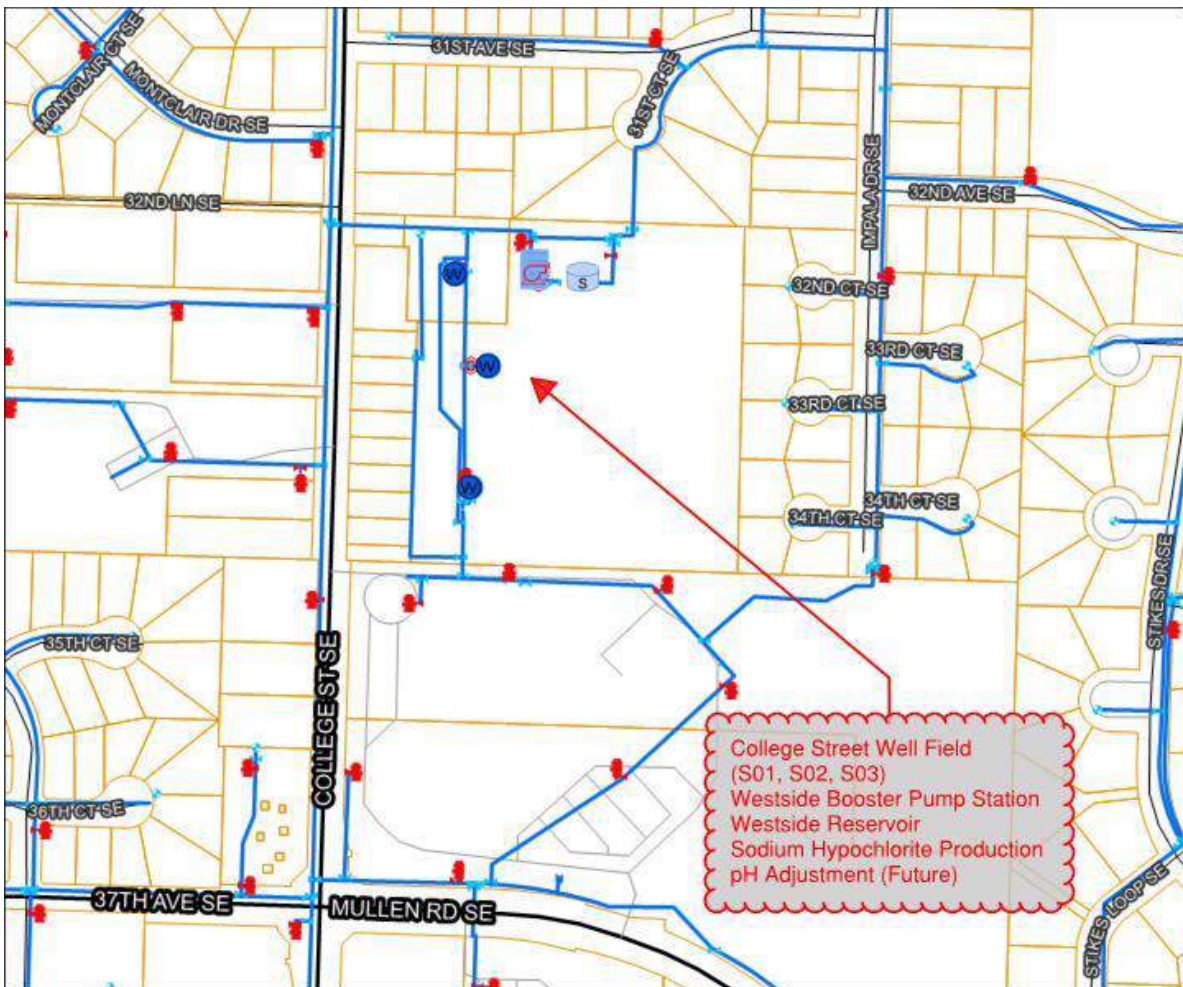 31ST AVE SE
MONTCLAIR CT SE
MONTCLAIR DR SE
31ST CT SE
IMPALA DR SE
32ND LN SE
32ND AVE SE
W
S
32ND CT SE
33RD CT SE
W
33RD CT SE
W
34TH CT SE
34TH CT SE
STIKES DR SE
35TH CT SE
COLLEGE ST SE
College Street Well Field
(S01, S02, S03)
Westside Booster Pump Station
Westside Reservoir
Sodium Hypochlorite Production
pH Adjustment (Future)
36TH CT SE
37TH AVE SE
MULLEN RD SE
STIKES LOOP SE